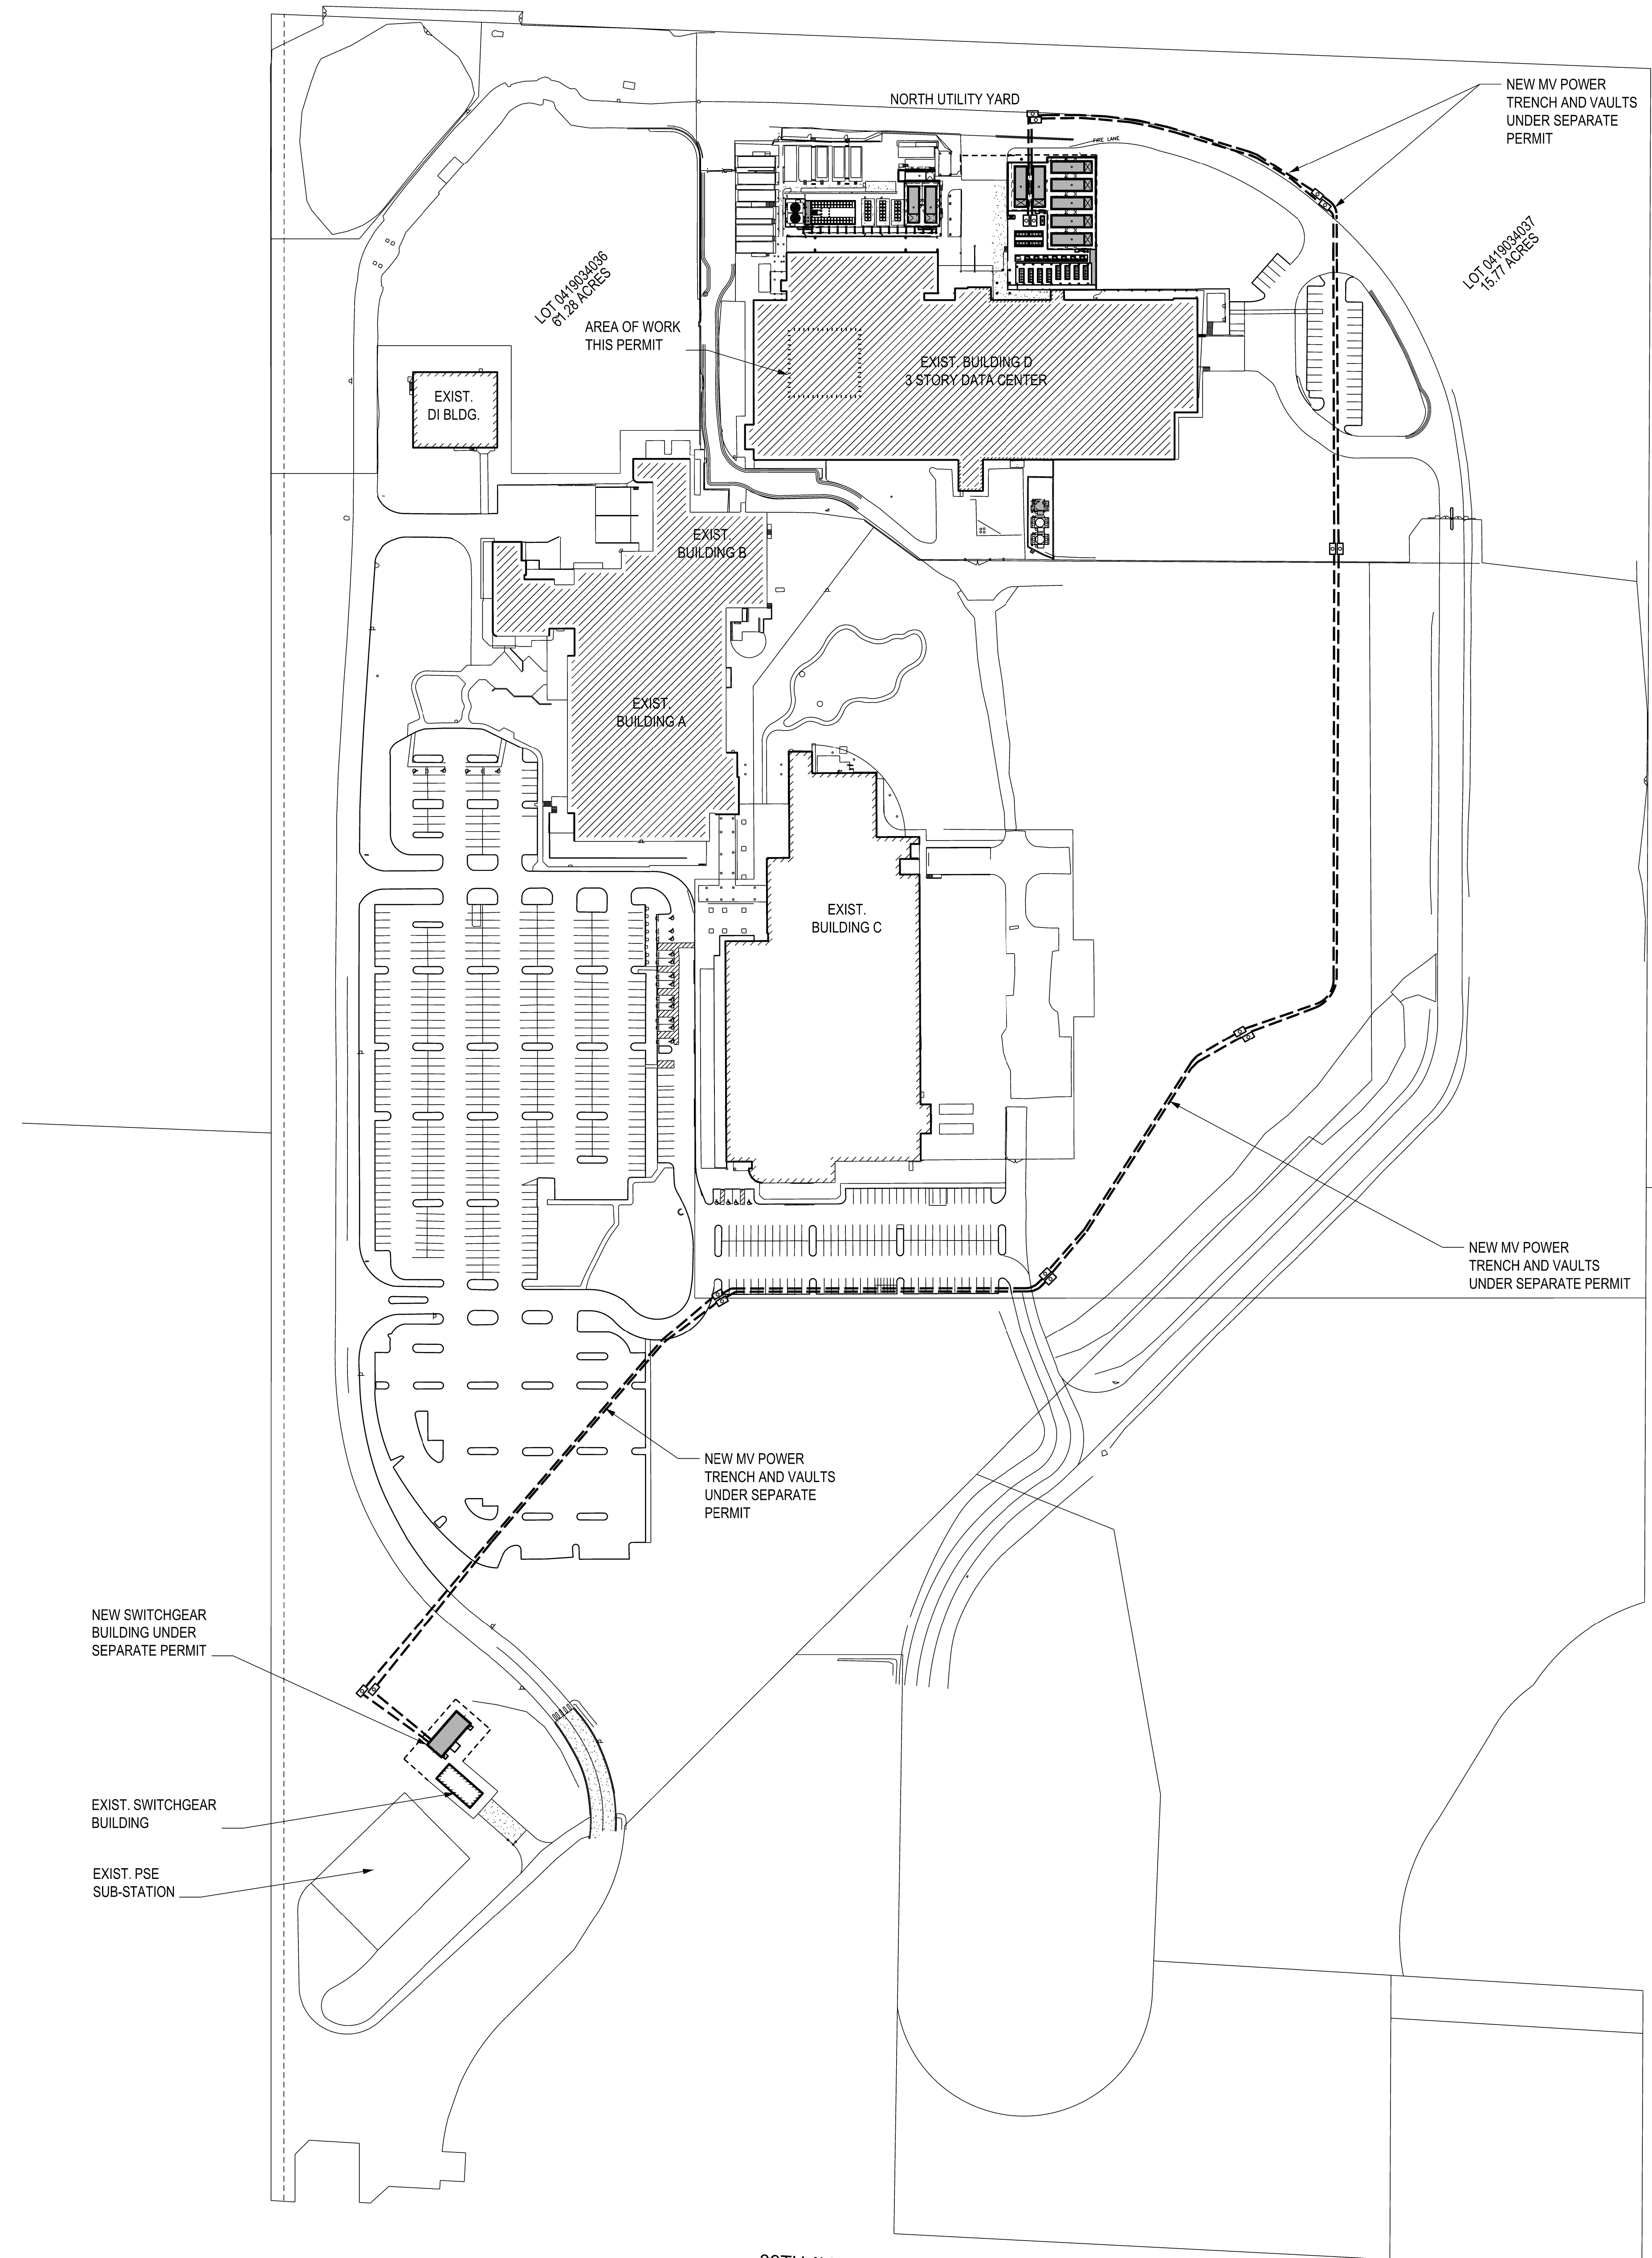 NORTH UTILITY YARD
NEW MV POWER
TRENCH AND VAULTS
UNDER SEPARATE
PERMIT
FIRE LANE
LOT 0419034036
61.28 ACRES
LOT 0419034037
15.77 ACRES
AREA OF WORK
THIS PERMIT
EXIST. BUILDING D
3 STORY DATA CENTER
EXIST.
DI BLDG.
EXIST.
BUILDING B
EXIST.
BUILDING A
EXIST.
BUILDING C
NEW MV POWER
TRENCH AND VAULTS
UNDER SEPARATE PERMIT
NEW MV POWER
TRENCH AND VAULTS
UNDER SEPARATE
PERMIT
NEW SWITCHGEAR
BUILDING UNDER
SEPARATE PERMIT
EXIST. SWITCHGEAR
BUILDING
EXIST. PSE
SUB-STATION